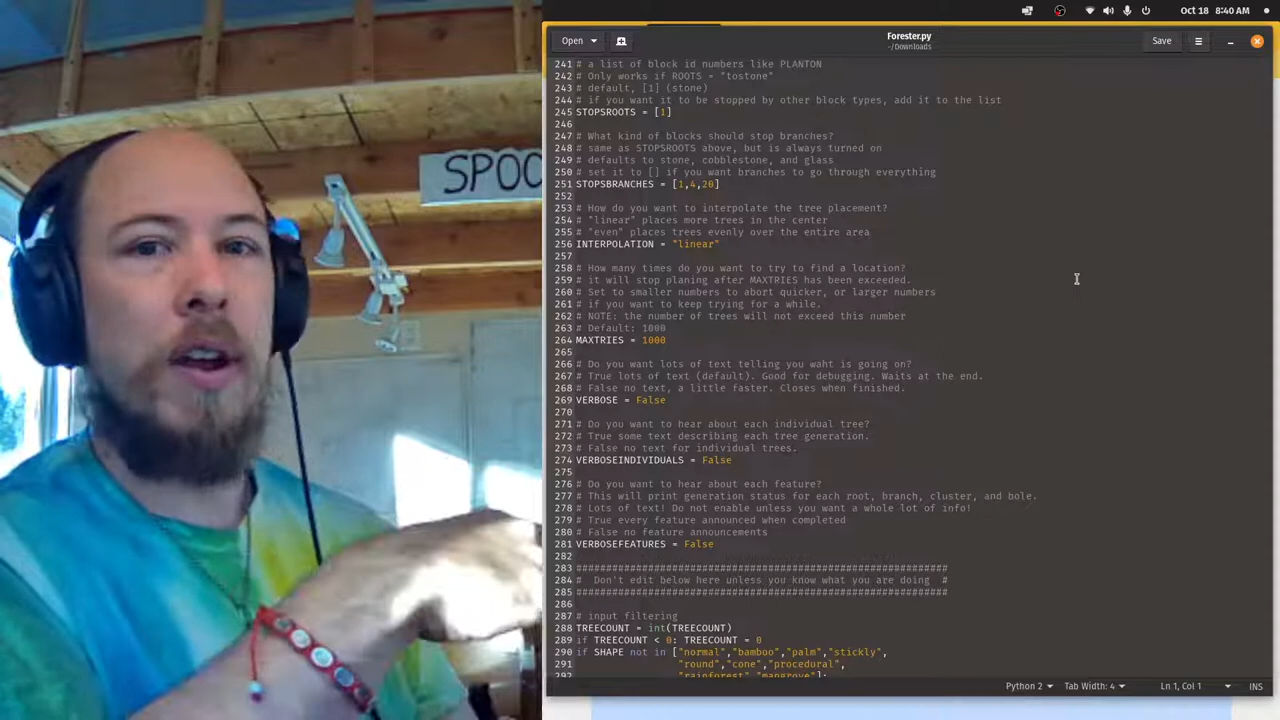 Oct 18 8:40 AM
Open
Forester.py
~/Downloads
Save
SPOO
241 # a list of block id numbers like PLANTON
242 # Only works if ROOTS = "tostone"
243 # default, [1] (stone)
244 # if you want it to be stopped by other block types, add it to the list
245 STOPSROOTS = [1]
246
247 # What kind of blocks should stop branches?
248 # same as STOPSROOTS above, but is always turned on
249 # defaults to stone, cobblestone, and glass
250 # set it to [] if you want branches to go through everything
251 STOPSBRANCHES = [1,4,20]
252
253 # How do you want to interpolate the tree placement?
254 # "linear" places more trees in the center
255 # "even" places trees evenly over the entire area
256 INTERPOLATION = "linear"
257
258 # How many times do you want to try to find a location?
259 # it will stop planing after MAXTRIES has been exceeded.
260 # Set to smaller numbers to abort quicker, or larger numbers
261 # if you want to keep trying for a while.
262 # NOTE: the number of trees will not exceed this number
263 # Default: 1000
264 MAXTRIES = 1000
265
266 # Do you want lots of text telling you waht is going on?
267 # True lots of text (default). Good for debugging. Waits at the end.
268 # False no text, a little faster. Closes when finished.
269 VERBOSE = False
270
271 # Do you want to hear about each individual tree?
272 # True some text describing each tree generation.
273 # False no text for individual trees.
274 VERBOSEINDIVIDUALS = False
275
276 # Do you want to hear about each feature?
277 # This will print generation status for each root, branch, cluster, and bole.
278 # Lots of text! Do not enable unless you want a whole lot of info!
279 # True every feature announced when completed
280 # False no feature announcements
281 VERBOSEFEATURES = False
282
283 ##############################################################
284 #  Don't edit below here unless you know what you are doing  #
285 ##############################################################
286
287 # input filtering
288 TREECOUNT = int(TREECOUNT)
289 if TREECOUNT < 0: TREECOUNT = 0
290 if SHAPE not in ["normal","bamboo","palm","stickly",
291 "round","cone","procedural",
292 "rainforest","mangrove"]:
Python 2
Tab Width: 4
Ln 1, Col 1
INS